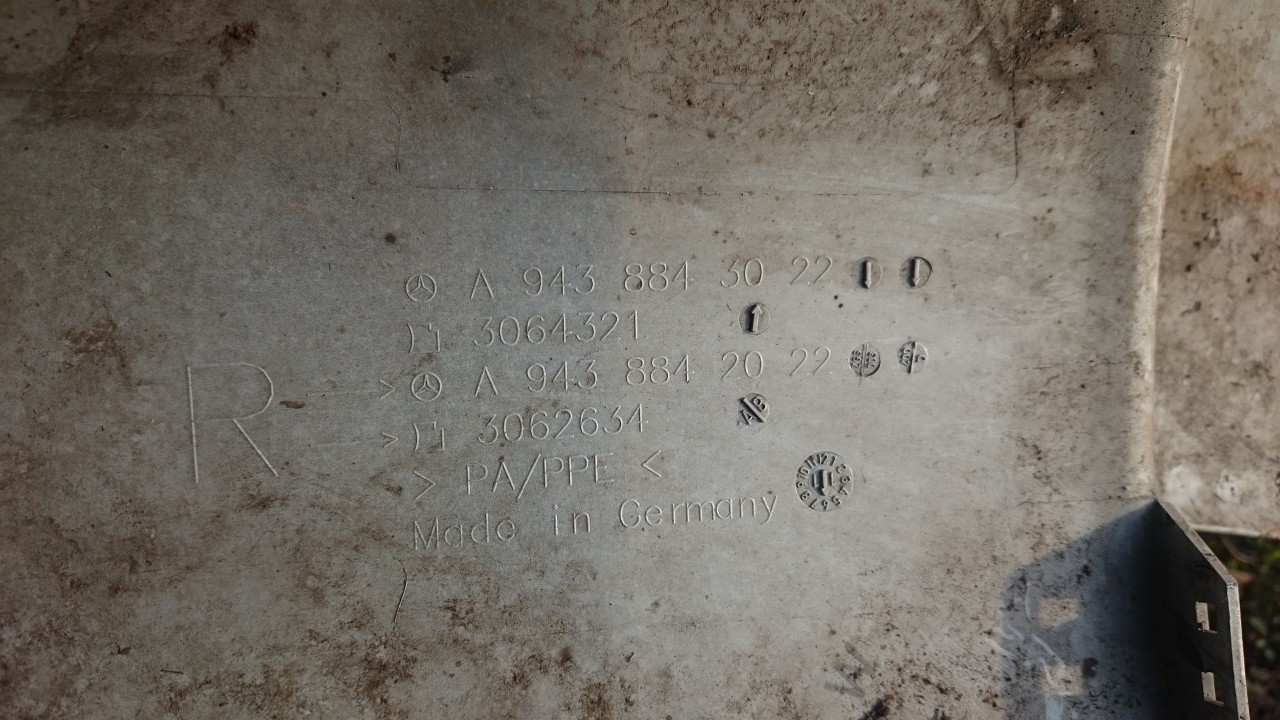 A 943 884 30 22
3064321
R
> A 943 884 20 22
> 3062634
A/B
> PA/PPE <
Made in Germany